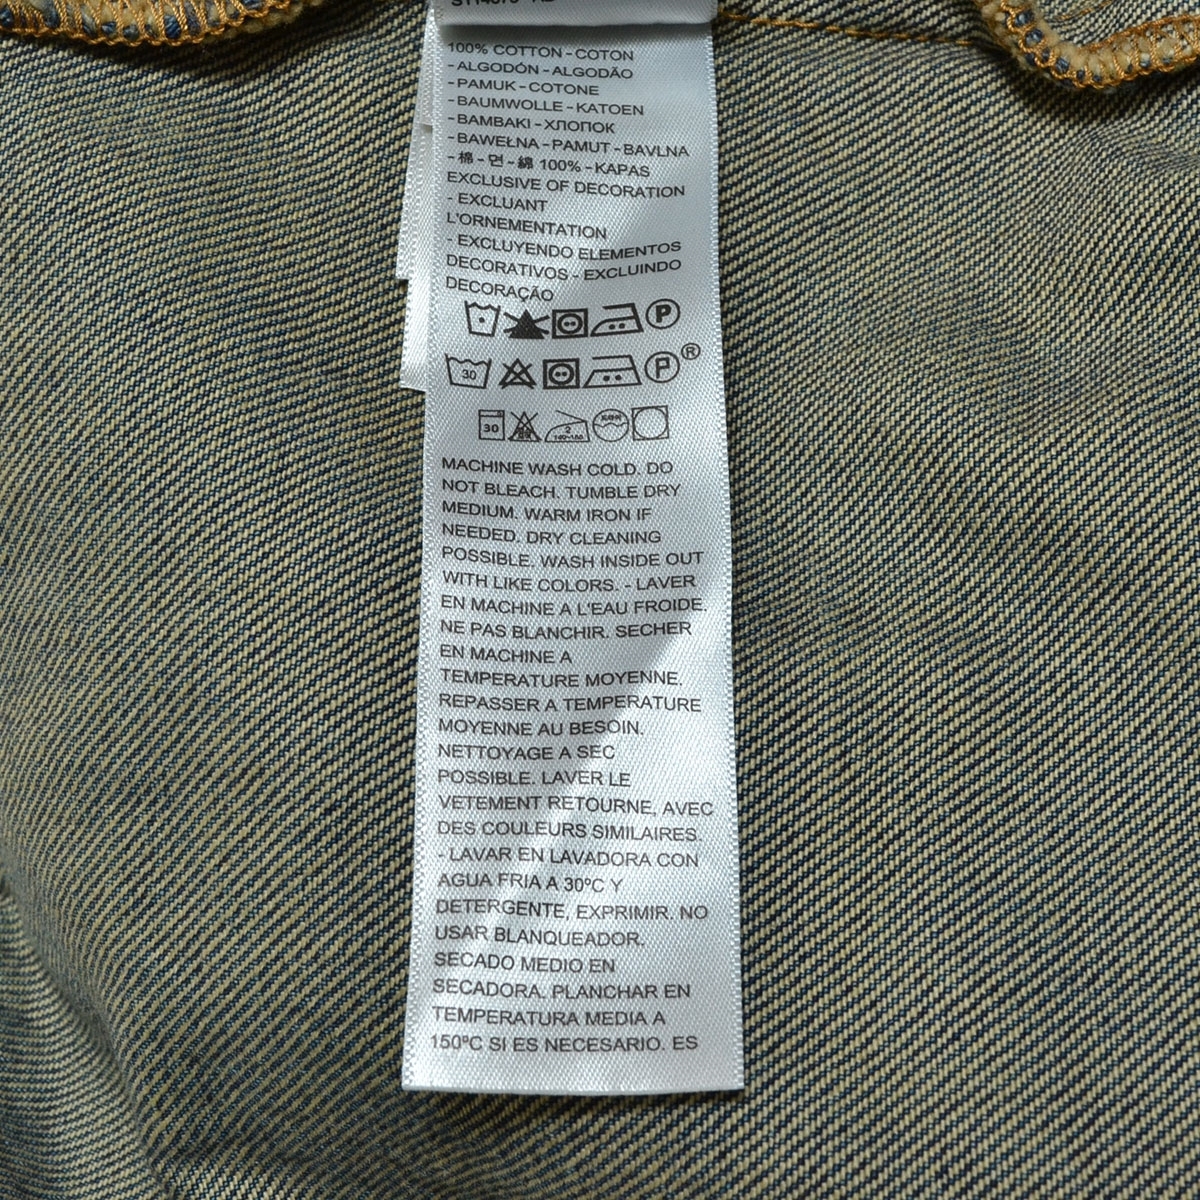 100% COTTON - COTON
- ALGODÓN - ALGODÃO
- PAMUK - COTONE
- BAUMWOLLE - KATOEN
- BAMBAKI - ХЛОПОК
- BAWEŁNA - PAMUT - BAVLNA
- 棉 - 면 - 綿 100% - KAPAS
EXCLUSIVE OF DECORATION
- EXCLUANT
L'ORNEMENTATION
- EXCLUYENDO ELEMENTOS
DECORATIVOS - EXCLUINDO
DECORAÇAO
P
30 P ®
30 2
MACHINE WASH COLD. DO
NOT BLEACH. TUMBLE DRY
MEDIUM. WARM IRON IF
NEEDED. DRY CLEANING
POSSIBLE. WASH INSIDE OUT
WITH LIKE COLORS. - LAVER
EN MACHINE A L'EAU FROIDE.
NE PAS BLANCHIR. SECHER
EN MACHINE A
TEMPERATURE MOYENNE.
REPASSER A TEMPERATURE
MOYENNE AU BESOIN.
NETTOYAGE A SEC
POSSIBLE. LAVER LE
VETEMENT RETOURNE, AVEC
DES COULEURS SIMILAIRES.
- LAVAR EN LAVADORA CON
AGUA FRIA A 30ºC Y
DETERGENTE, EXPRIMIR. NO
USAR BLANQUEADOR.
SECADO MEDIO EN
SECADORA. PLANCHAR EN
TEMPERATURA MEDIA A
150ºC SI ES NECESARIO. ES